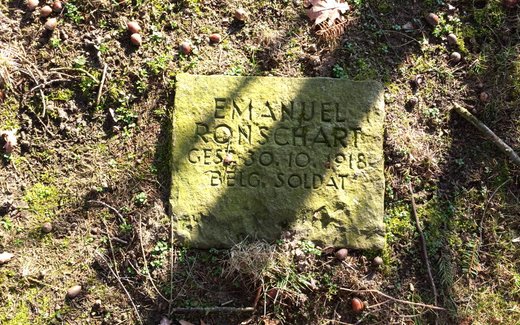 EMANUEL
RONSCHART
GEST. 30. 10. 1918
BELG. SOLDAT